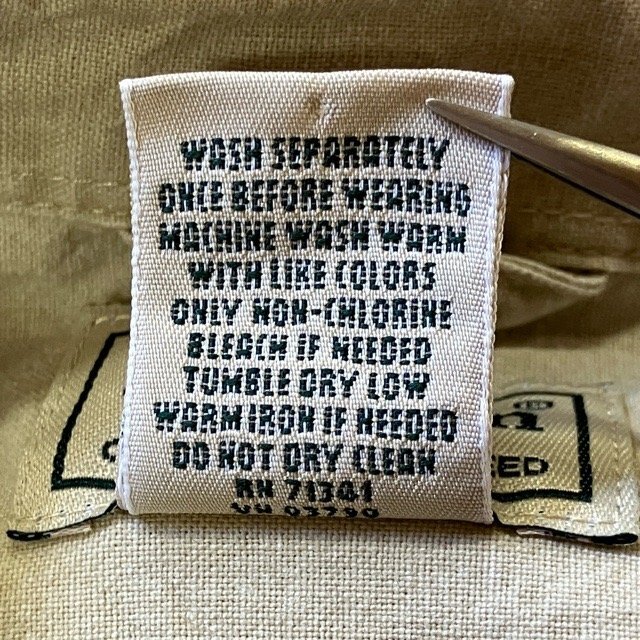 WASH SEPARATELY
ONCE BEFORE WEARING
MACHINE WASH WARM
WITH LIKE COLORS
ONLY NON-CHLORINE
BLEACH IF NEEDED
TUMBLE DRY LOW
WARM IRON IF NEEDED
DO NOT DRY CLEAN
RN 71341